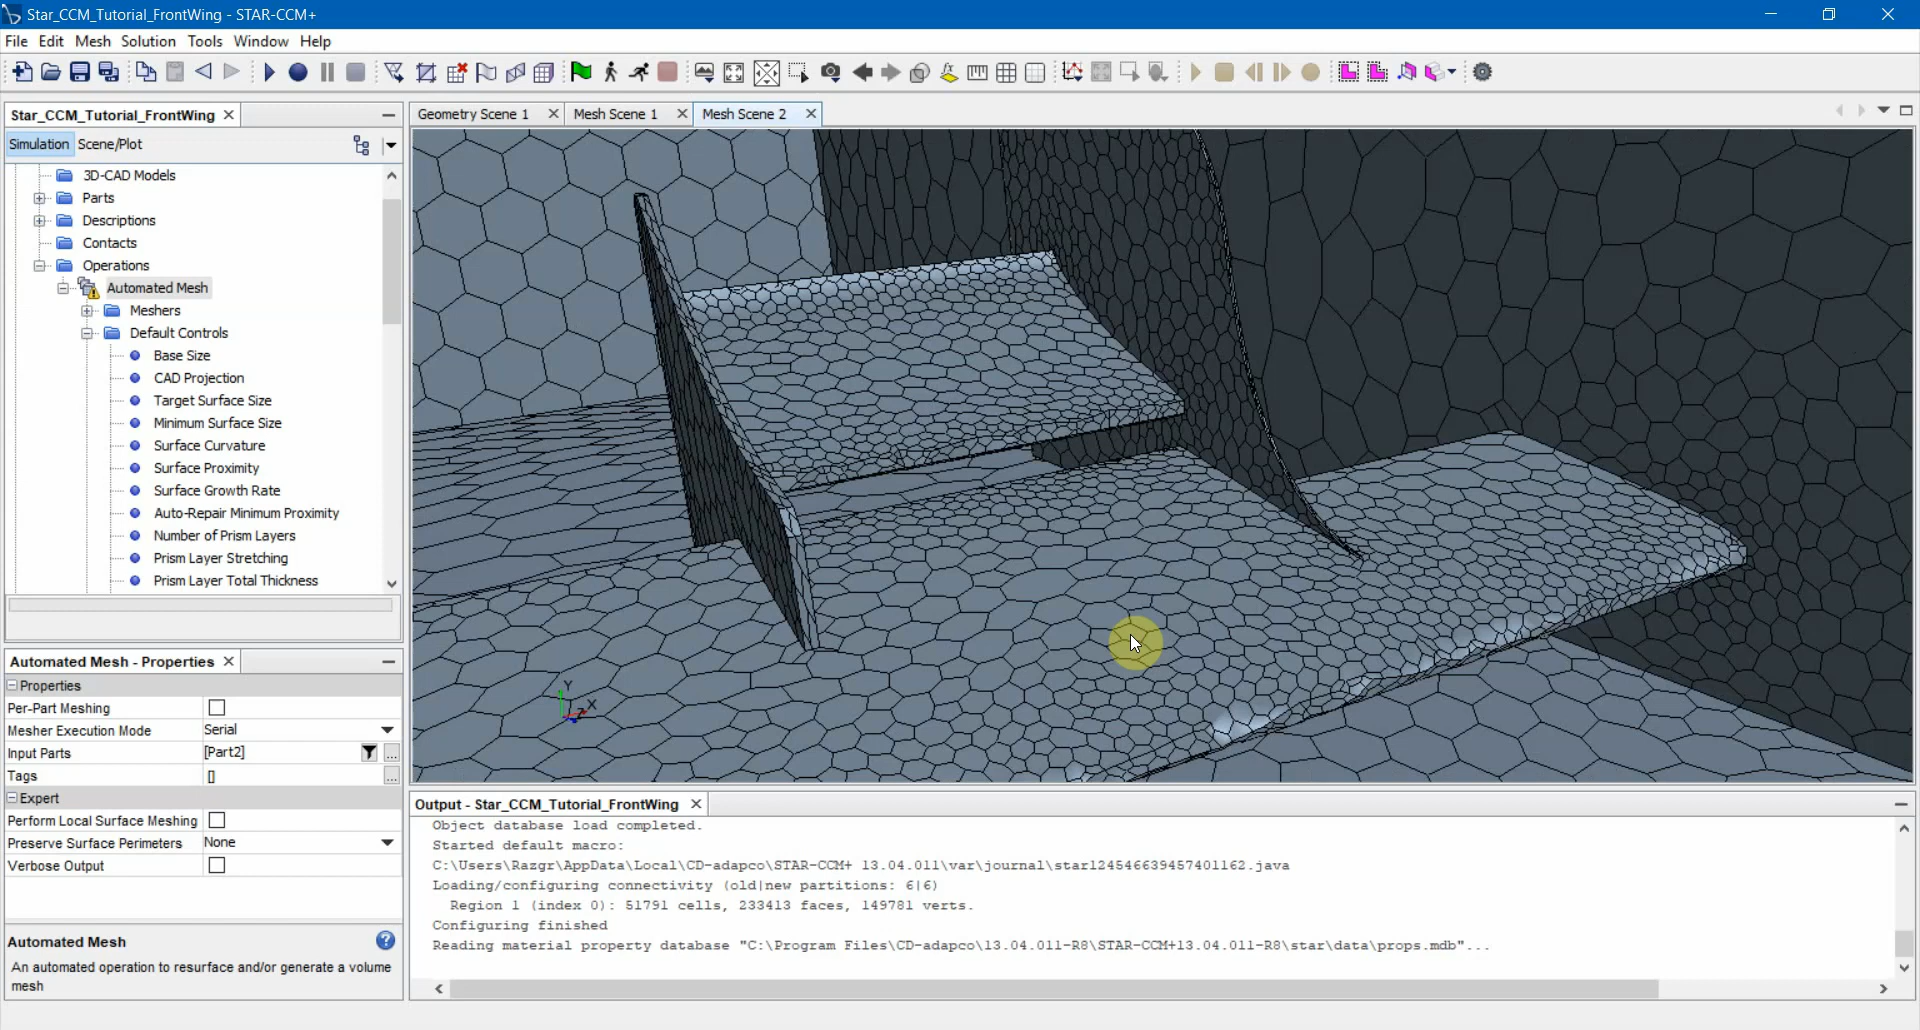 Star_CCM_Tutorial_FrontWing - STAR-CCM+
File Edit Mesh Solution Tools Window Help
Star_CCM_Tutorial_FrontWing
Simulation Scene/Plot
3D-CAD Models
Parts
Descriptions
Contacts
Operations
Automated Mesh
Meshers
Default Controls
Base Size
CAD Projection
Target Surface Size
Minimum Surface Size
Surface Curvature
Surface Proximity
Surface Growth Rate
Auto-Repair Minimum Proximity
Number of Prism Layers
Prism Layer Stretching
Prism Layer Total Thickness
Automated Mesh - Properties
Properties
Per-Part Meshing
Mesher Execution Mode Serial
Input Parts [Part2]
Tags []
Expert
Perform Local Surface Meshing
Preserve Surface Perimeters None
Verbose Output
Automated Mesh
An automated operation to resurface and/or generate a volume
mesh
Geometry Scene 1 Mesh Scene 1 Mesh Scene 2
Y
X
Z
Output - Star_CCM_Tutorial_FrontWing
Object database load completed.
Started default macro:
C:\Users\Razgr\AppData\Local\CD-adapco\STAR-CCM+ 13.04.011\var\journal\star124546639457401162.java
Loading/configuring connectivity (old|new partitions: 6|6)
Region 1 (index 0): 51791 cells, 233413 faces, 149781 verts.
Configuring finished
Reading material property database "C:\Program Files\CD-adapco\13.04.011-R8\STAR-CCM+13.04.011-R8\star\data\props.mdb"...